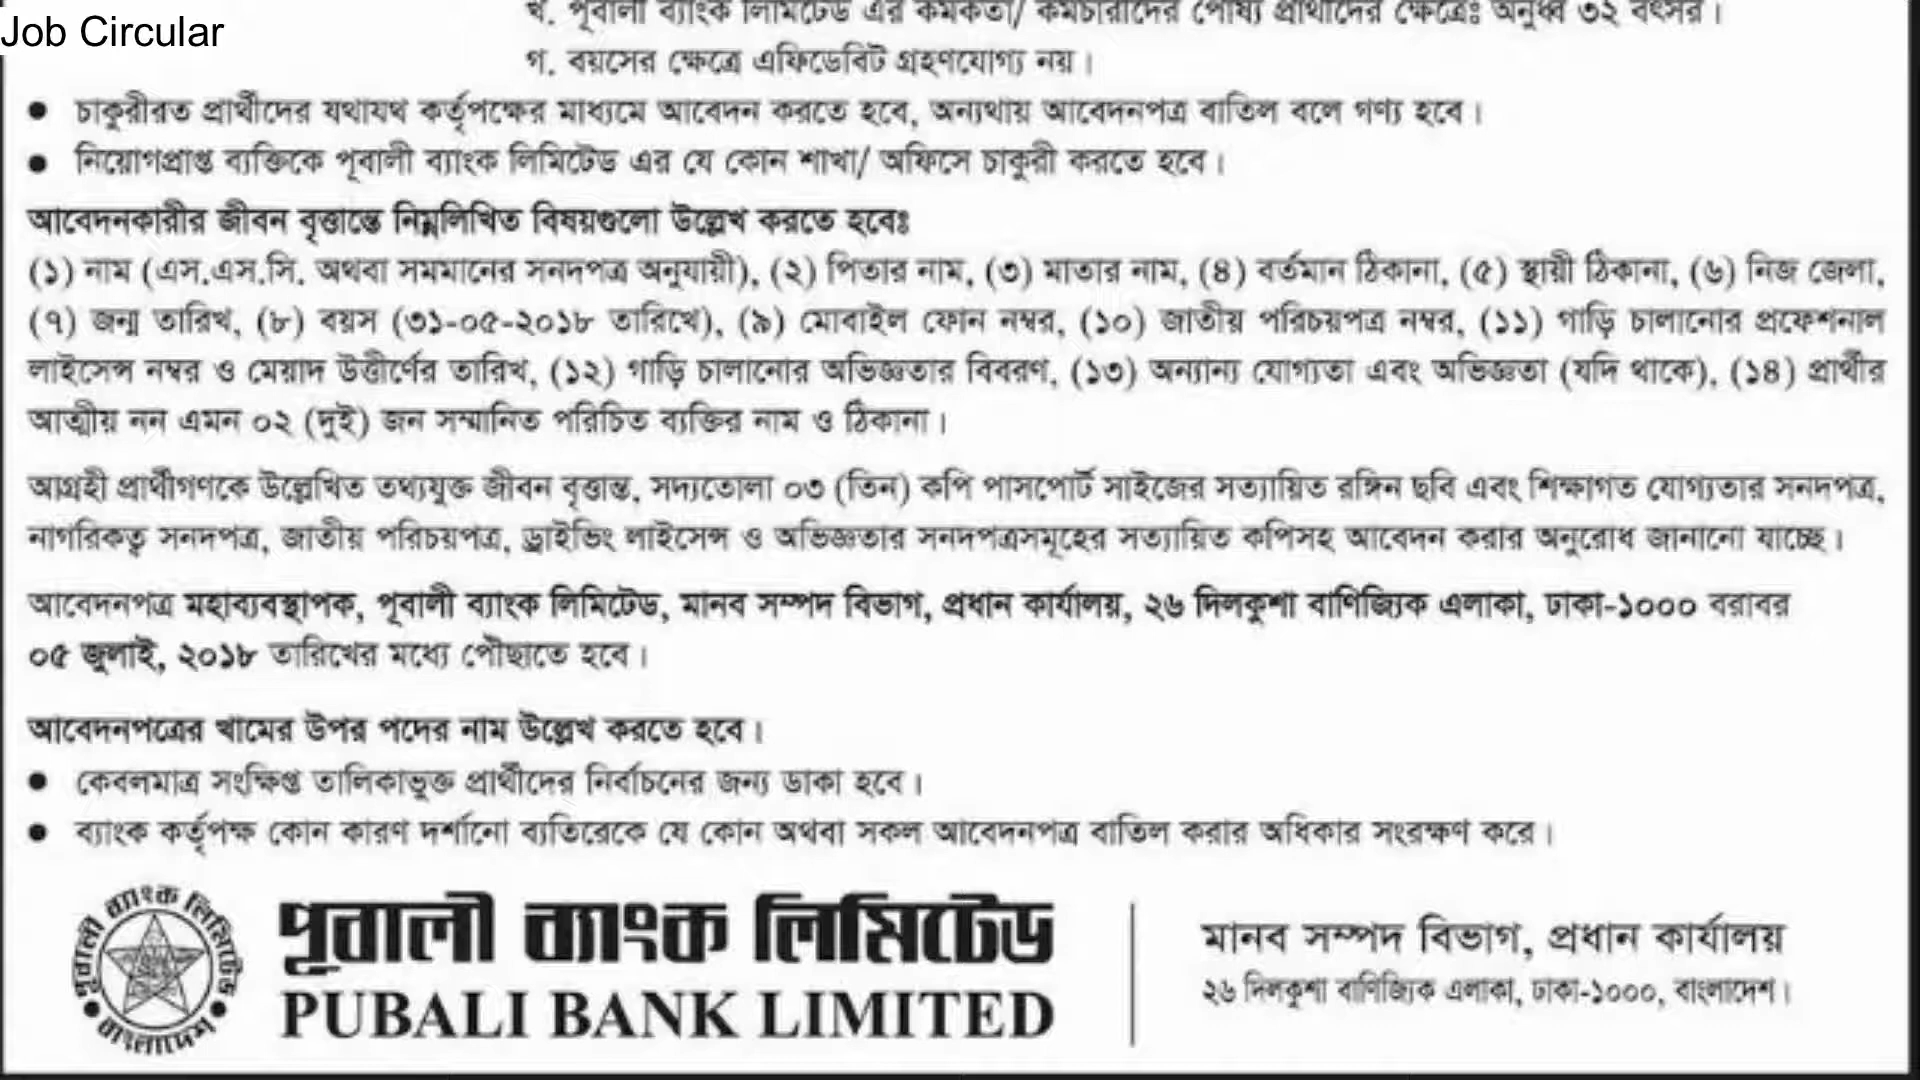 খ. পূবালী ব্যাংক লিমিটেড এর কর্মকর্তা/ কর্মচারীদের পোষ্য প্রার্থীদের ক্ষেত্রেঃ অনুর্ধ্ব ৩২ বৎসর।
Job Circular
গ. বয়সের ক্ষেত্রে এফিডেবিট গ্রহণযোগ্য নয়।
● চাকুরীরত প্রার্থীদের যথাযথ কর্তৃপক্ষের মাধ্যমে আবেদন করতে হবে, অন্যথায় আবেদনপত্র বাতিল বলে গণ্য হবে।
● নিয়োগপ্রাপ্ত ব্যক্তিকে পূবালী ব্যাংক লিমিটেড এর যে কোন শাখা/ অফিসে চাকুরী করতে হবে।
আবেদনকারীর জীবন বৃত্তান্তে নিম্নলিখিত বিষয়গুলো উল্লেখ করতে হবেঃ
(১) নাম (এস.এস.সি. অথবা সমমানের সনদপত্র অনুযায়ী), (২) পিতার নাম, (৩) মাতার নাম, (৪) বর্তমান ঠিকানা, (৫) স্থায়ী ঠিকানা, (৬) নিজ জেলা,
(৭) জন্ম তারিখ, (৮) বয়স (৩১-০৫-২০১৮ তারিখে), (৯) মোবাইল ফোন নম্বর, (১০) জাতীয় পরিচয়পত্র নম্বর, (১১) গাড়ি চালানোর প্রফেশনাল
লাইসেন্স নম্বর ও মেয়াদ উত্তীর্ণের তারিখ, (১২) গাড়ি চালানোর অভিজ্ঞতার বিবরণ, (১৩) অন্যান্য যোগ্যতা এবং অভিজ্ঞতা (যদি থাকে), (১৪) প্রার্থীর
আত্মীয় নন এমন ০২ (দুই) জন সম্মানিত পরিচিত ব্যক্তির নাম ও ঠিকানা।
আগ্রহী প্রার্থীগণকে উল্লেখিত তথ্যযুক্ত জীবন বৃত্তান্ত, সদ্যতোলা ০৩ (তিন) কপি পাসপোর্ট সাইজের সত্যায়িত রঙ্গিন ছবি এবং শিক্ষাগত যোগ্যতার সনদপত্র,
নাগরিকত্ব সনদপত্র, জাতীয় পরিচয়পত্র, ড্রাইভিং লাইসেন্স ও অভিজ্ঞতার সনদপত্রসমূহের সত্যায়িত কপিসহ আবেদন করার অনুরোধ জানানো যাচ্ছে।
আবেদনপত্র মহাব্যবস্থাপক, পূবালী ব্যাংক লিমিটেড, মানব সম্পদ বিভাগ, প্রধান কার্যালয়, ২৬ দিলকুশা বাণিজ্যিক এলাকা, ঢাকা-১০০০ বরাবর
০৫ জুলাই, ২০১৮ তারিখের মধ্যে পৌছাতে হবে।
আবেদনপত্রের খামের উপর পদের নাম উল্লেখ করতে হবে।
● কেবলমাত্র সংক্ষিপ্ত তালিকাভুক্ত প্রার্থীদের নির্বাচনের জন্য ডাকা হবে।
● ব্যাংক কর্তৃপক্ষ কোন কারণ দর্শানো ব্যতিরেকে যে কোন অথবা সকল আবেদনপত্র বাতিল করার অধিকার সংরক্ষণ করে।
পূবালী ব্যাংক লিমিটেড
বাংলাদেশ
পূবালী ব্যাংক লিমিটেড
PUBALI BANK LIMITED
মানব সম্পদ বিভাগ, প্রধান কার্যালয়
২৬ দিলকুশা বাণিজ্যিক এলাকা, ঢাকা-১০০০, বাংলাদেশ।